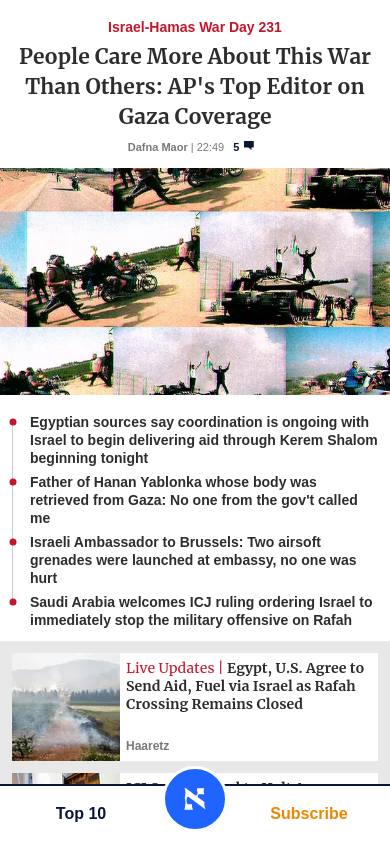 Israel-Hamas War Day 231
People Care More About This War
Than Others: AP's Top Editor on
Gaza Coverage
Dafna Maor | 22:49 5
Egyptian sources say coordination is ongoing with
Israel to begin delivering aid through Kerem Shalom
beginning tonight
Father of Hanan Yablonka whose body was
retrieved from Gaza: No one from the gov't called
me
Israeli Ambassador to Brussels: Two airsoft
grenades were launched at embassy, no one was
hurt
Saudi Arabia welcomes ICJ ruling ordering Israel to
immediately stop the military offensive on Rafah
Live Updates | Egypt, U.S. Agree to
Send Aid, Fuel via Israel as Rafah
Crossing Remains Closed
Haaretz
Top 10
Subscribe